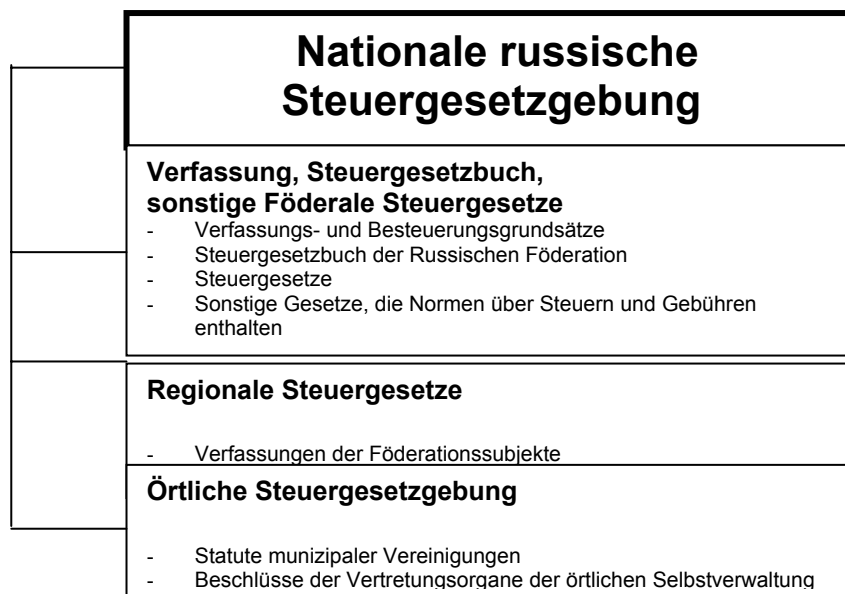 Nationale russische
Steuergesetzgebung
Verfassung, Steuergesetzbuch,
sonstige Föderale Steuergesetze
- Verfassungs- und Besteuerungsgrundsätze
- Steuergesetzbuch der Russischen Föderation
- Steuergesetze
- Sonstige Gesetze, die Normen über Steuern und Gebühren
enthalten
Regionale Steuergesetze
- Verfassungen der Föderationssubjekte
Örtliche Steuergesetzgebung
- Statute munizipaler Vereinigungen
- Beschlüsse der Vertretungsorgane der örtlichen Selbstverwaltung